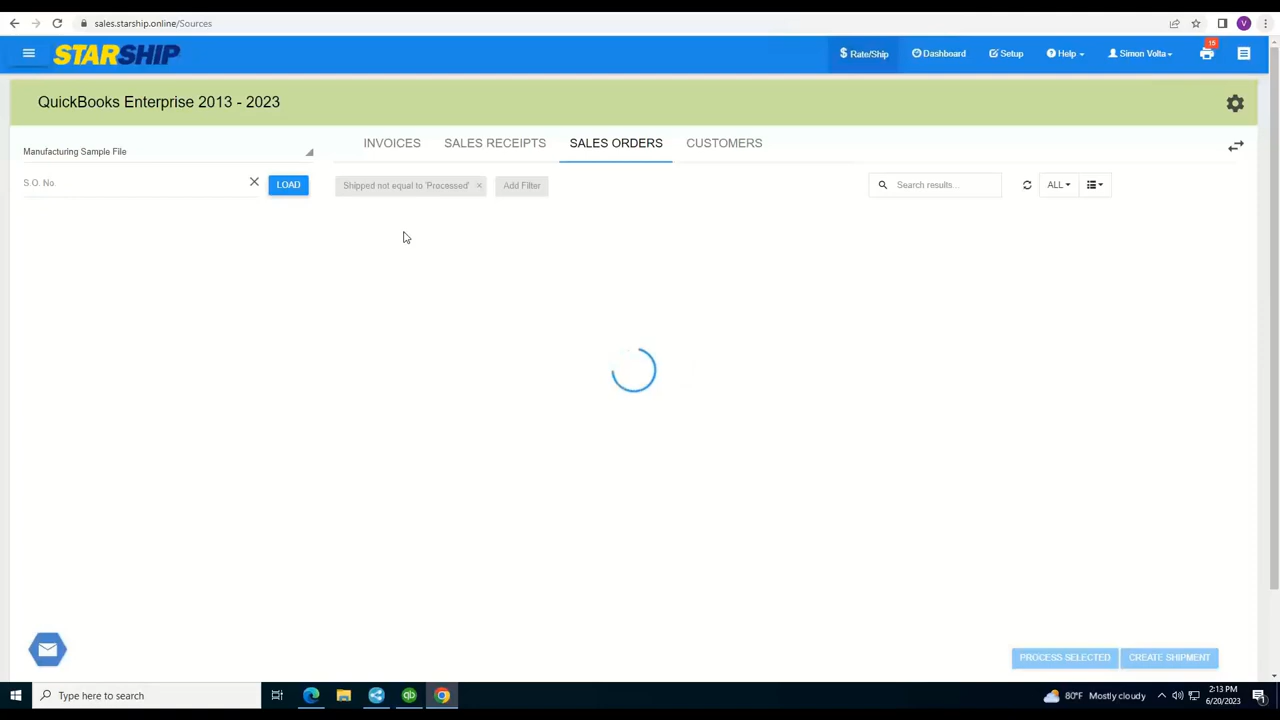 sales.starship.online/Sources
V
STARSHIP
$ Rate/Ship
Dashboard
Setup
Help
Simon Volta
15
QuickBooks Enterprise 2013 - 2023
Manufacturing Sample File
INVOICES
SALES RECEIPTS
SALES ORDERS
CUSTOMERS
S.O. No.
LOAD
Shipped not equal to 'Processed' ×
Add Filter
Search results...
ALL
PROCESS SELECTED
CREATE SHIPMENT
Type here to search
qb
80°F Mostly cloudy
2:13 PM
6/20/2023
1